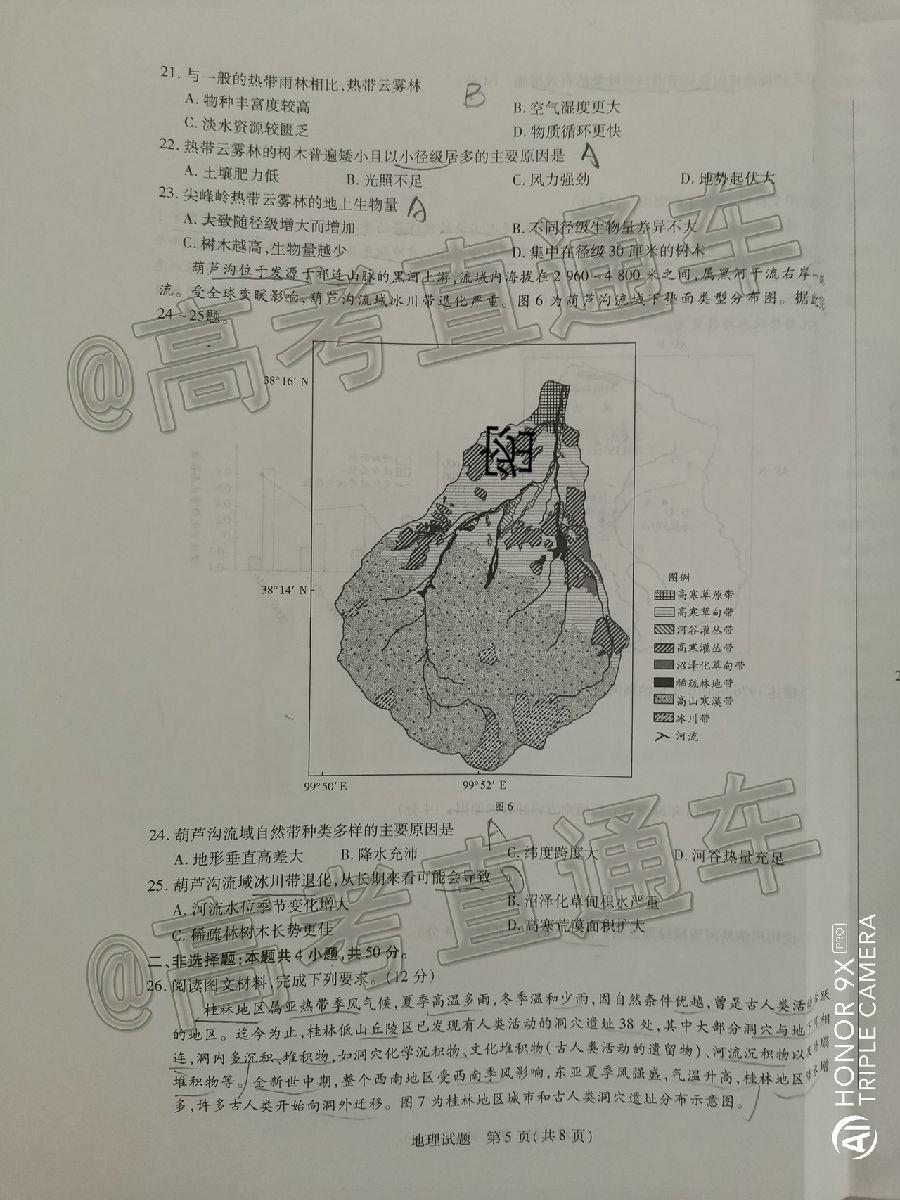 21. 与一般的热带雨林相比,热带云雾林
B
A. 物种丰富度较高 B. 空气湿度更大
C. 淡水资源较匮乏 D. 物质循环更快
22. 热带云雾林的树木普遍矮小且以小径级居多的主要原因是 A
A. 土壤肥力低 B. 光照不足 C. 风力强劲 D. 地势起伏大
23. 尖峰岭热带云雾林的地上生物量
A. 大致随径级增大而增加 B. 不同径级生物量差异不大
C. 树木越高,生物量越少 D. 集中在径级30厘米的树木
葫芦沟位于发源于祁连山脉的黑河上游,流域内海拔在2 960~4 800米之间,属黑河干流右岸一
流。受全球变暖影响,葫芦沟流域冰川带退化严重。图6为葫芦沟流域下垫面类型分布图。据
24~25题。
@高考直通车
38°16′ N
密
38°14′ N
图例
高寒草原带
高寒草甸带
河谷灌丛带
高寒灌丛带
沼泽化草甸带
稀疏林地带
高山寒漠带
冰川带
河流
99°50′ E 99°52′ E
图6
24. 葫芦沟流域自然带种类多样的主要原因是 A
A. 地形垂直高差大 B. 降水充沛 C. 纬度跨度大 D. 河谷热量充足
25. 葫芦沟流域冰川带退化,从长期来看可能会导致
A. 河流水位季节变化增大 B. 沼泽化草甸积水严重
C. 稀疏林树木长势更佳 D. 高寒荒漠面积扩大
@高考直通车
二、非选择题:本题共4小题,共50分。
26. 阅读图文材料,完成下列要求。(12分)
桂林地区属亚热带季风气候,夏季高温多雨,冬季温和少雨,因自然条件优越,曾是古人类活
的地区。迄今为止,桂林低山丘陵区已发现有人类活动的洞穴遗址38处,其中大部分洞穴与地
连,洞内多沉积、堆积物,如洞穴化学沉积物、文化堆积物(古人类活动的遗留物)、河流沉积物以
堆积物等。全新世中期,整个西南地区受西南季风影响,东亚夏季风强盛,气温升高,桂林地区
多,许多古人类开始向洞外迁移。图7为桂林地区城市和古人类洞穴遗址分布示意图。
地理试题 第5页(共8页)
HONOR 9X PRO
TRIPLE CAMERA
AI